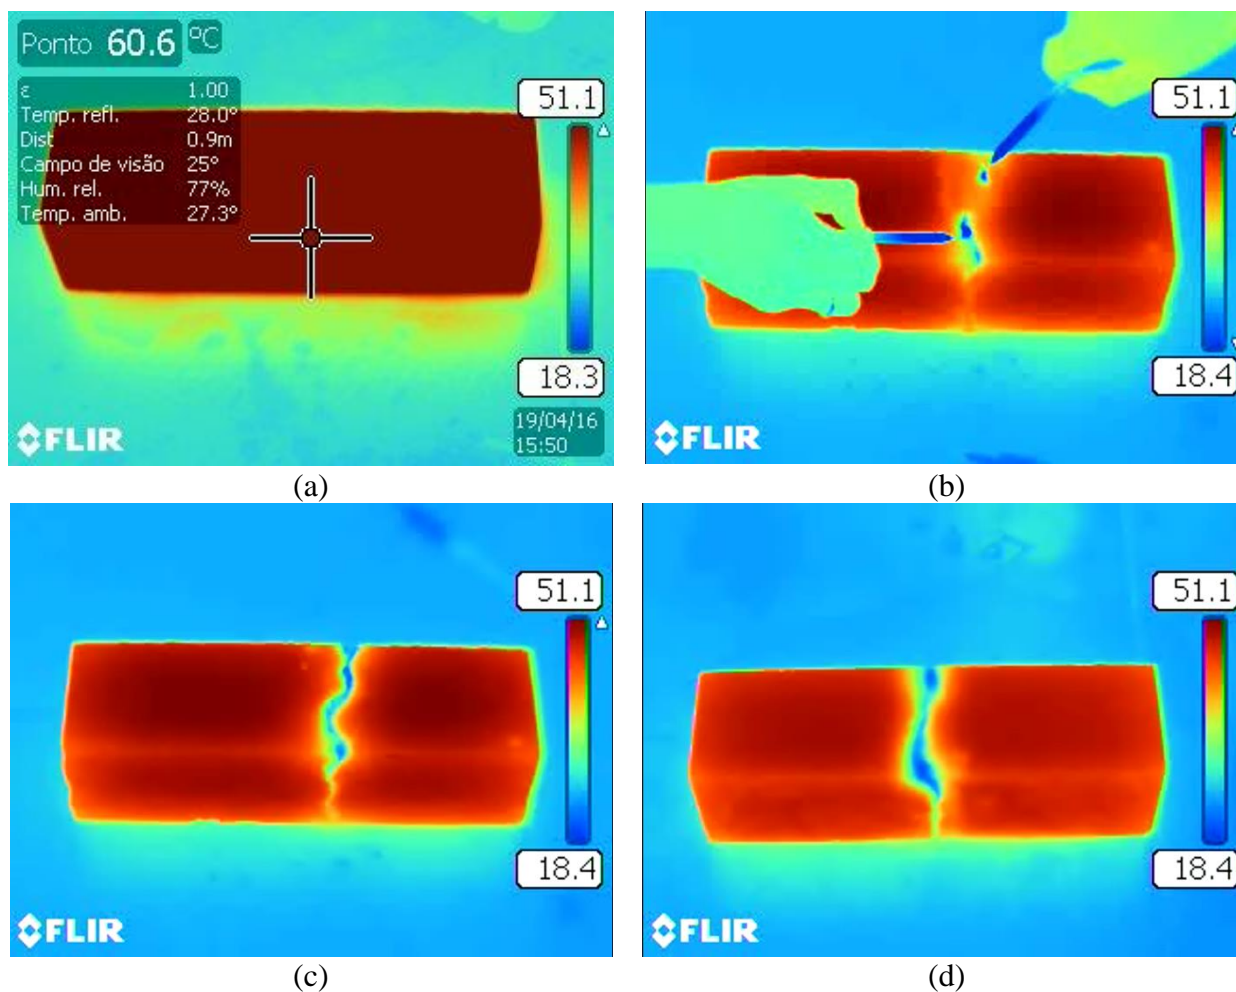 Ponto 60.6 °C
ε 1.00
Temp. refl. 28.0°
Dist 0.9m
Campo de visão 25°
Hum. rel. 77%
Temp. amb. 27.3°
51.1
18.3
19/04/16
15:50
FLIR
(a)
51.1
18.4
FLIR
(b)
51.1
18.4
FLIR
(c)
51.1
18.4
FLIR
(d)